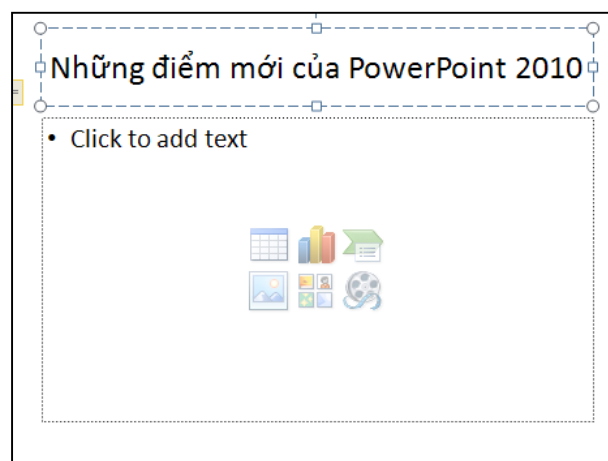 Những điểm mới của PowerPoint 2010
• Click to add text